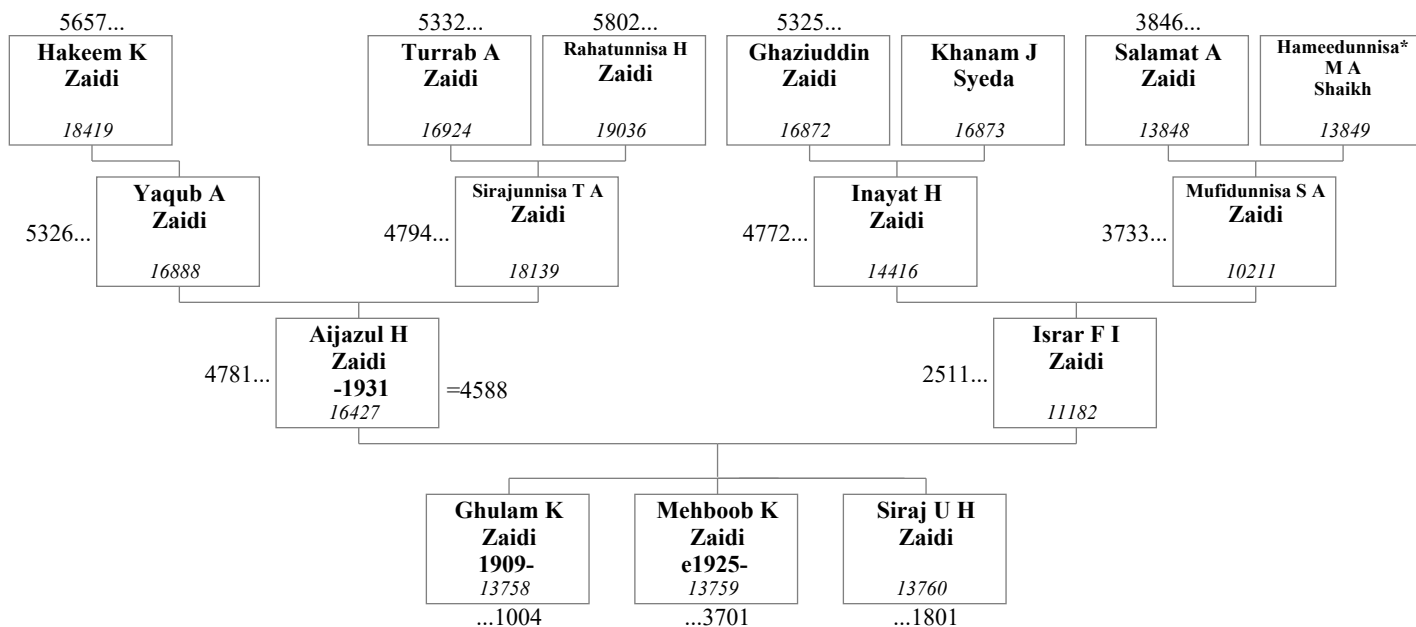 5657...
5332...
5802...
5325...
3846...
Hakeem K
Zaidi
18419
Turrab A
Zaidi
16924
Rahatunnisa H
Zaidi
19036
Ghaziuddin
Zaidi
16872
Khanam J
Syeda
16873
Salamat A
Zaidi
13848
Hameedunnisa*
M A
Shaikh
13849
5326...
Yaqub A
Zaidi
16888
4794...
Sirajunnisa T A
Zaidi
18139
4772...
Inayat H
Zaidi
14416
3733...
Mufidunnisa S A
Zaidi
10211
4781...
Aijazul H
Zaidi
-1931
16427
=4588
2511...
Israr F I
Zaidi
11182
Ghulam K
Zaidi
1909-
13758
...1004
Mehboob K
Zaidi
e1925-
13759
...3701
Siraj U H
Zaidi
13760
...1801